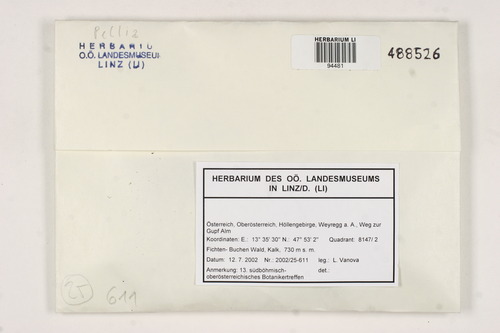 Pellia
HERBARIU
O.Ö. LANDESMUSEU
LINZ (LI)
HERBARIUM LI
94481
488526
HERBARIUM DES OÖ. LANDESMUSEUMS
IN LINZ/D. (LI)
Österreich, Oberösterreich, Höllengebirge, Weyregg a. A., Weg zur
Gupf Alm
Koordinaten: E.: 13° 35' 30" N.: 47° 53' 2" Quadrant: 8147/ 2
Fichten- Buchen Wald, Kalk, 730 m s. m.
Datum: 12. 7. 2002 Nr.: 2002/25-611 leg.: L. Vanova
Anmerkung: 13. südböhmisch- det.:
oberösterreichisches Botanikertreffen
25 611